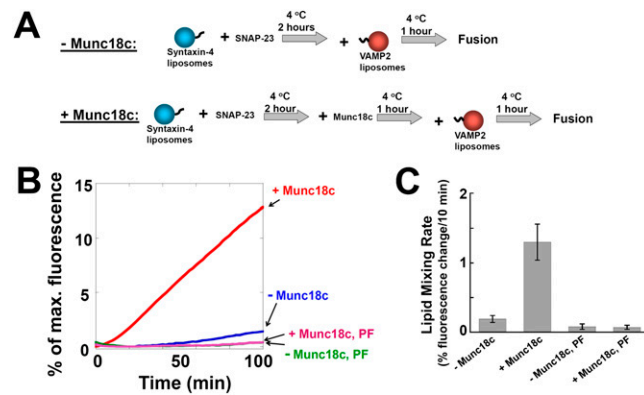 A
- Munc18c:
Syntaxin-4
liposomes
+ SNAP-23
4 °C
2 hours
+
VAMP2
liposomes
4 °C
1 hour
Fusion
+ Munc18c:
Syntaxin-4
liposomes
+ SNAP-23
4 °C
2 hour
+ Munc18c
4 °C
1 hour
+
VAMP2
liposomes
4 °C
1 hour
Fusion
B
% of max. fluorescence
15
10
5
0
0
50
100
Time (min)
+ Munc18c
- Munc18c
+ Munc18c, PF
- Munc18c, PF
C
Lipid Mixing Rate
(% fluorescence change/10 min)
2
1
0
- Munc18c
+ Munc18c
- Munc18c, PF
+ Munc18c, PF